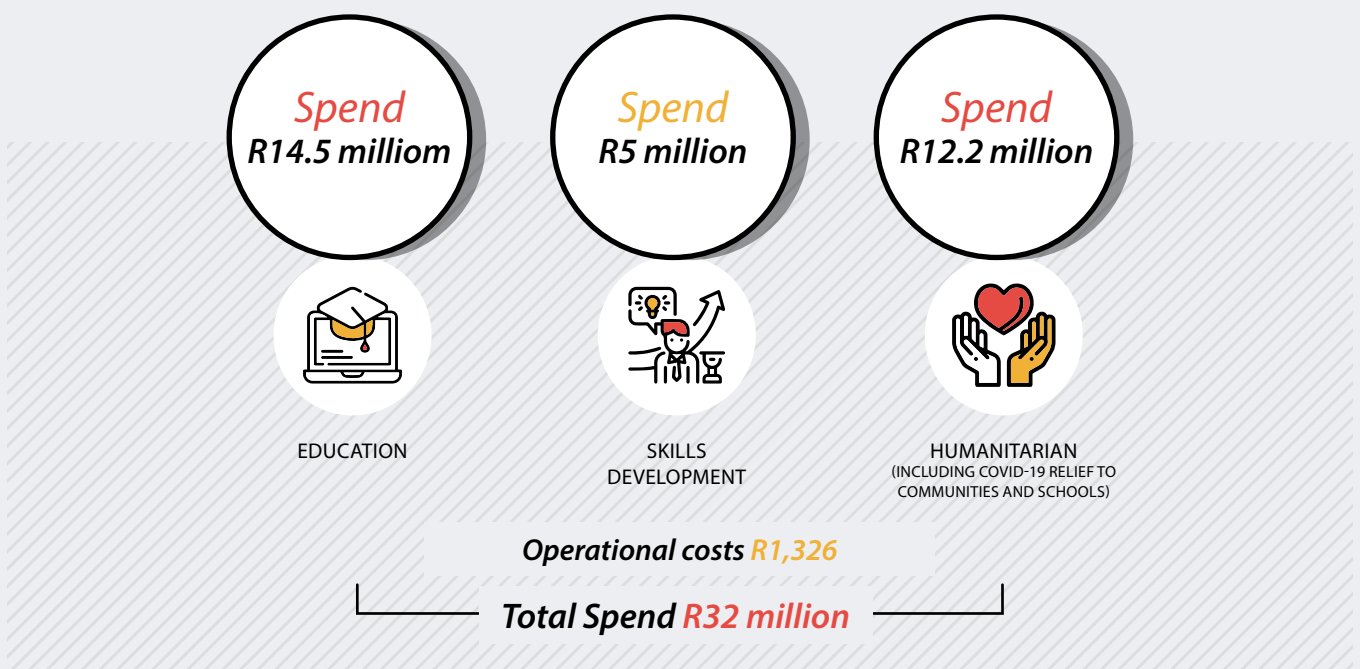 Spend
R14.5 milliom
Spend
R5 million
Spend
R12.2 million
EDUCATION
SKILLS
DEVELOPMENT
HUMANITARIAN
(INCLUDING COVID-19 RELIEF TO
COMMUNITIES AND SCHOOLS)
Operational costs R1,326
Total Spend R32 million